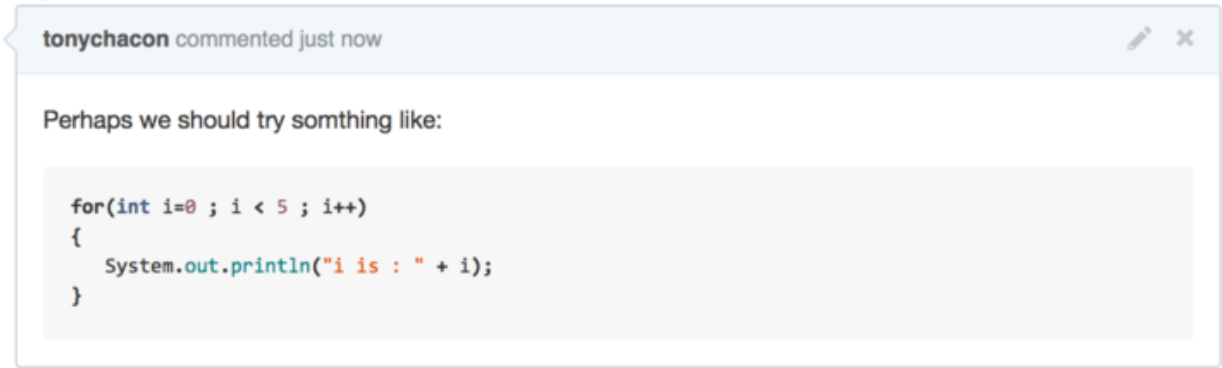 tonychacon commented just now
Perhaps we should try somthing like:
for(int i=0 ; i < 5 ; i++)
{
   System.out.println("i is : " + i);
}